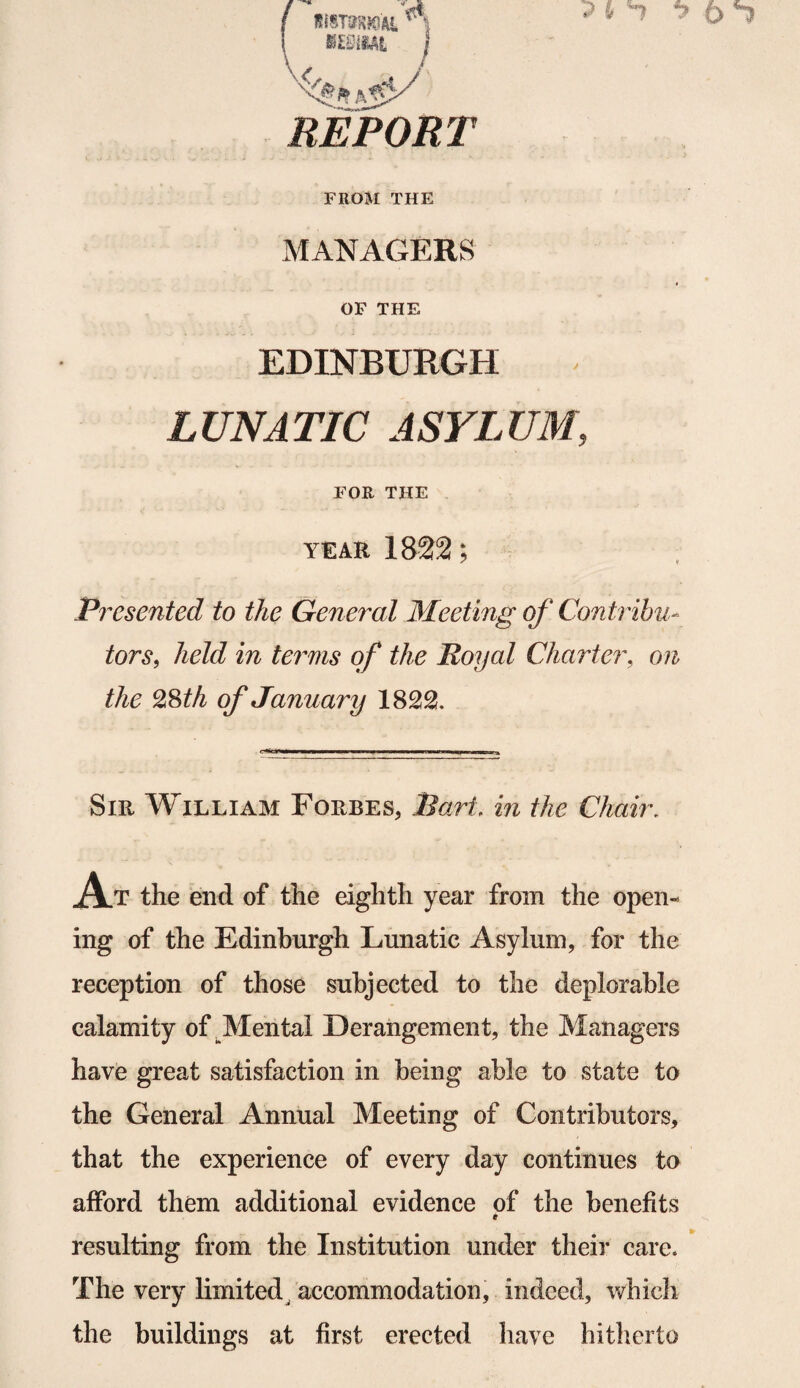 HISTORICAL
MEDICAL
REPORT
FROM THE
MANAGERS
OF THE
EDINBURGH
LUNATIC ASYLUM,
FOR THE
YEAR 1822;
Presented to the General Meeting of Contribu-
tors, held in terms of the Royal Charter, on
the 28th of January 1822.
SIR WILLIAM FORBES, Bart. in the Chair.
AT the end of the eighth year from the open-
ing of the Edinburgh Lunatic Asylum, for the
reception of those subjected to the deplorable
calamity of Mental Derangement, the Managers
have great satisfaction in being able to state to
the General Annual Meeting of Contributors,
that the experience of every day continues to
afford them additional evidence of the benefits
resulting from the Institution under their care.
The very limited accommodation, indeed, which
the buildings at first erected have hitherto